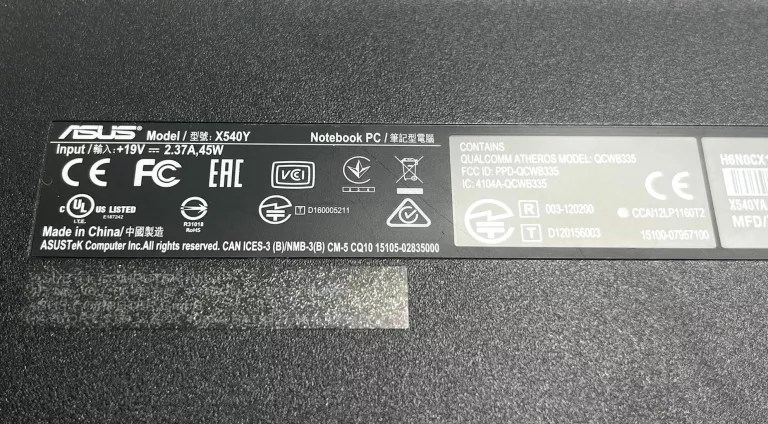 ASUS Model / 型號: X540Y Notebook PC / 筆記型電腦
Input / 輸入: +19V⎓ 2.37A,45W
CE FC EAC VCI
c UL US LISTED
I.T.E. E187242
R31018
RoHS
T D160005211
Made in China/中國製造
ASUSTeK Computer Inc.All rights reserved. CAN ICES-3 (B)/NMB-3(B) CM-5 CQ10 15105-02835000
CONTAINS
QUALCOMM ATHEROS MODEL: QCWB335
FCC ID: PPD-QCWB335
IC: 4104A-QCWB335
CE
R 003-120200
T D120156003
CCAI12LP1160T2
15100-07957100
H6N0CX1
X540YA
MFD/